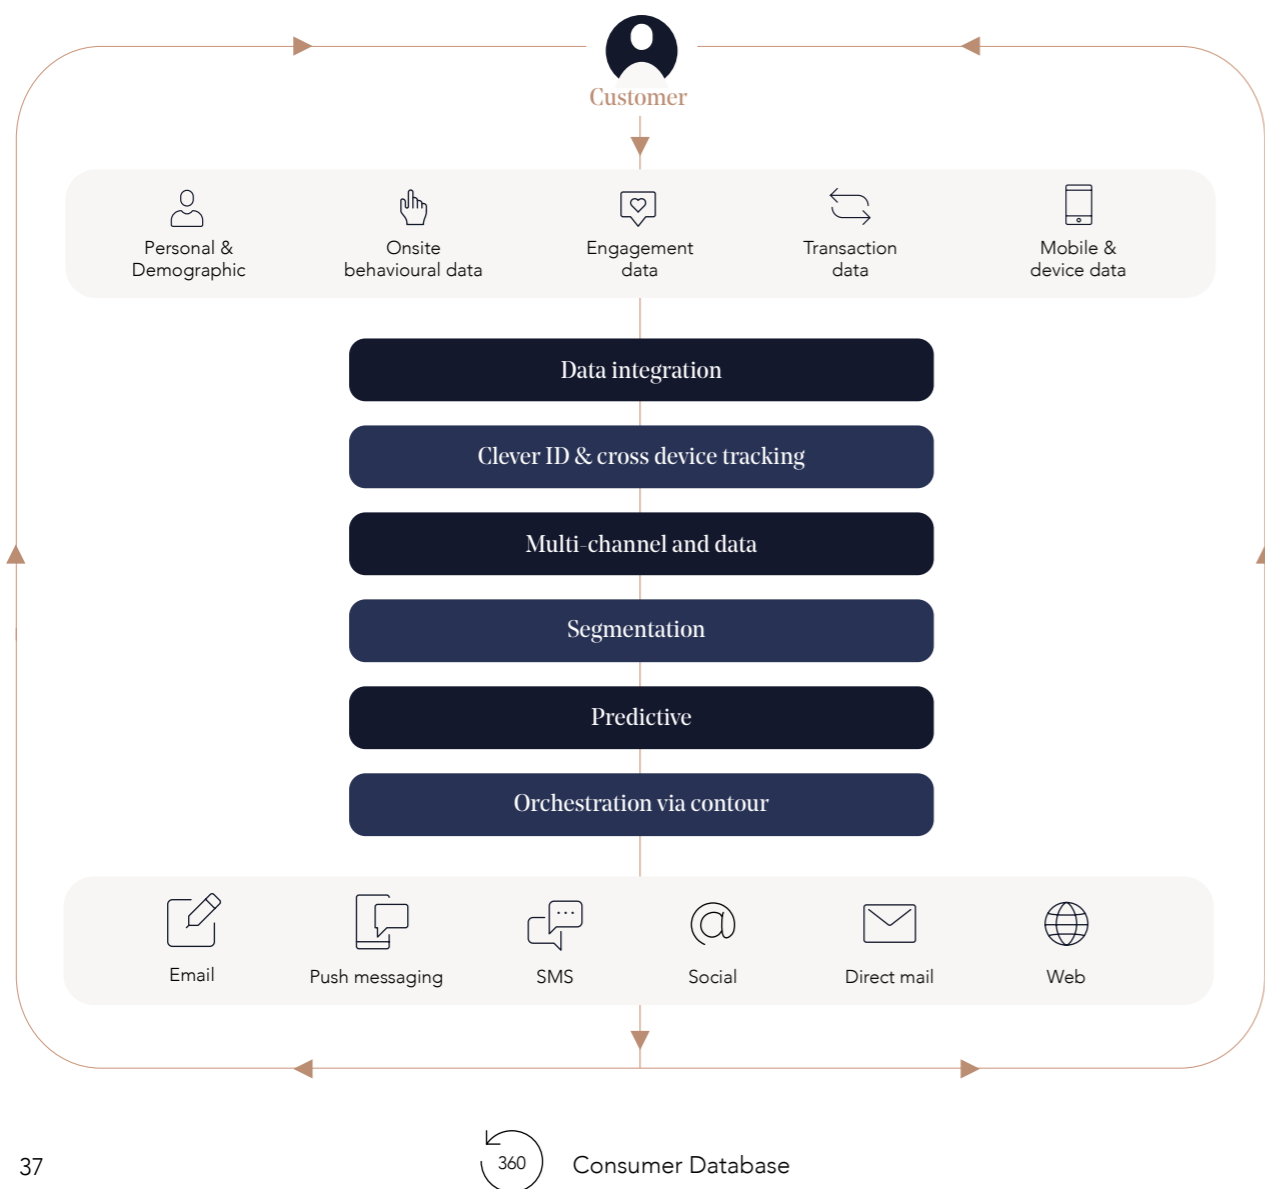 Customer
Personal &
Demographic
Onsite
behavioural data
Engagement
data
Transaction
data
Mobile &
device data
Data integration
Clever ID & cross device tracking
Multi-channel and data
Segmentation
Predictive
Orchestration via contour
Email
Push messaging
SMS
Social
Direct mail
Web
37
360
Consumer Database